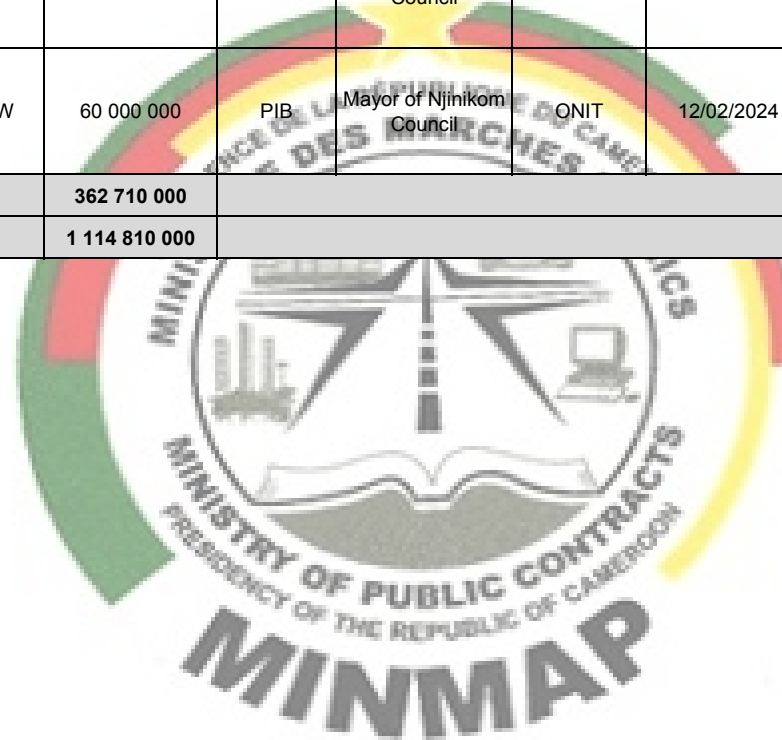 Council
W 60 000 000 PIB Mayor of Njinikom Council ONIT 12/02/2024
362 710 000
1 114 810 000
MINISTRY OF PUBLIC CONTRACTS
PRESIDENCY OF THE REPUBLIC OF CAMEROON
MINMAP